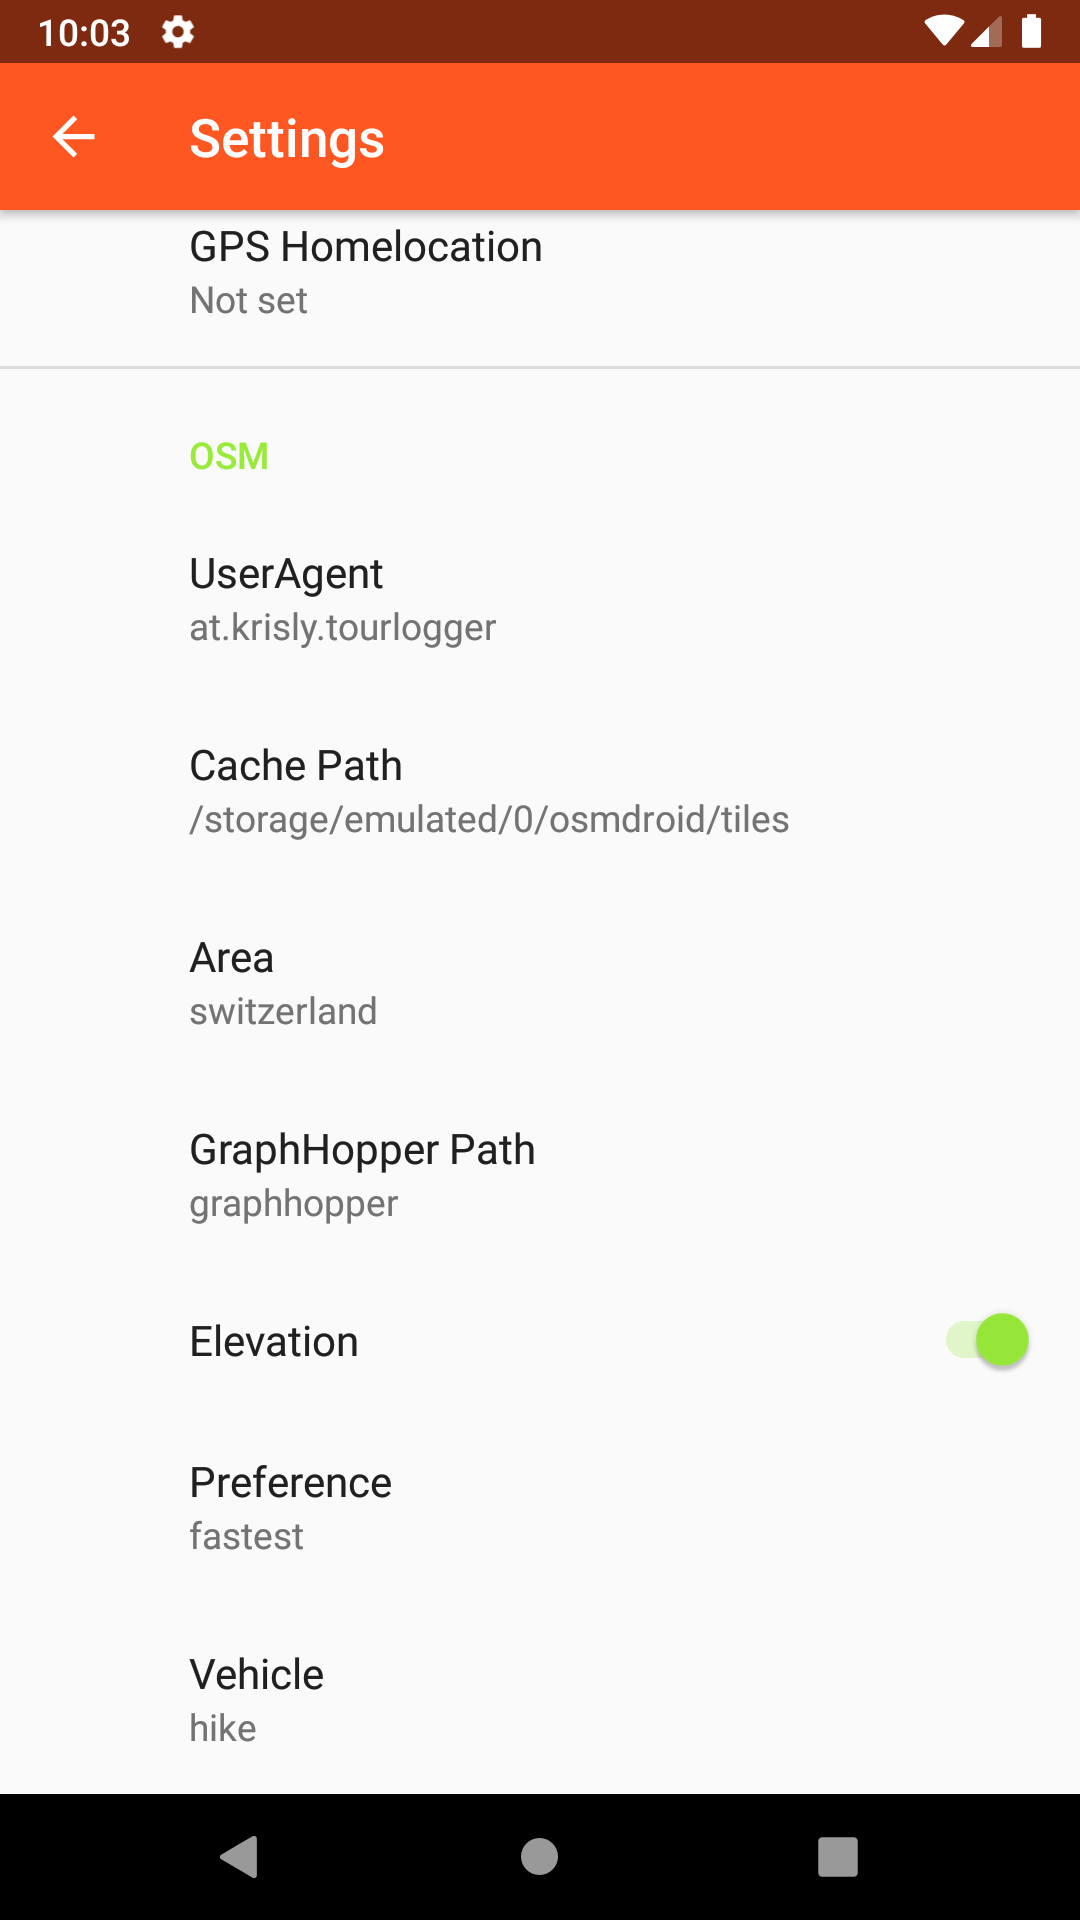 10:03
Settings
GPS Homelocation
Not set
OSM
UserAgent
at.krisly.tourlogger
Cache Path
/storage/emulated/0/osmdroid/tiles
Area
switzerland
GraphHopper Path
graphhopper
Elevation
Preference
fastest
Vehicle
hike